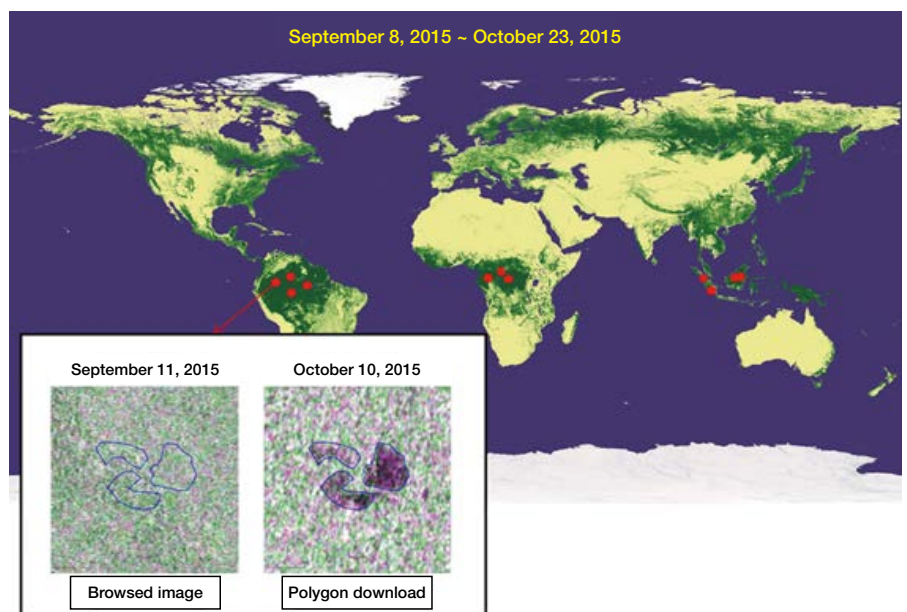 September 8, 2015 ~ October 23, 2015
September 11, 2015
October 10, 2015
Browsed image
Polygon download